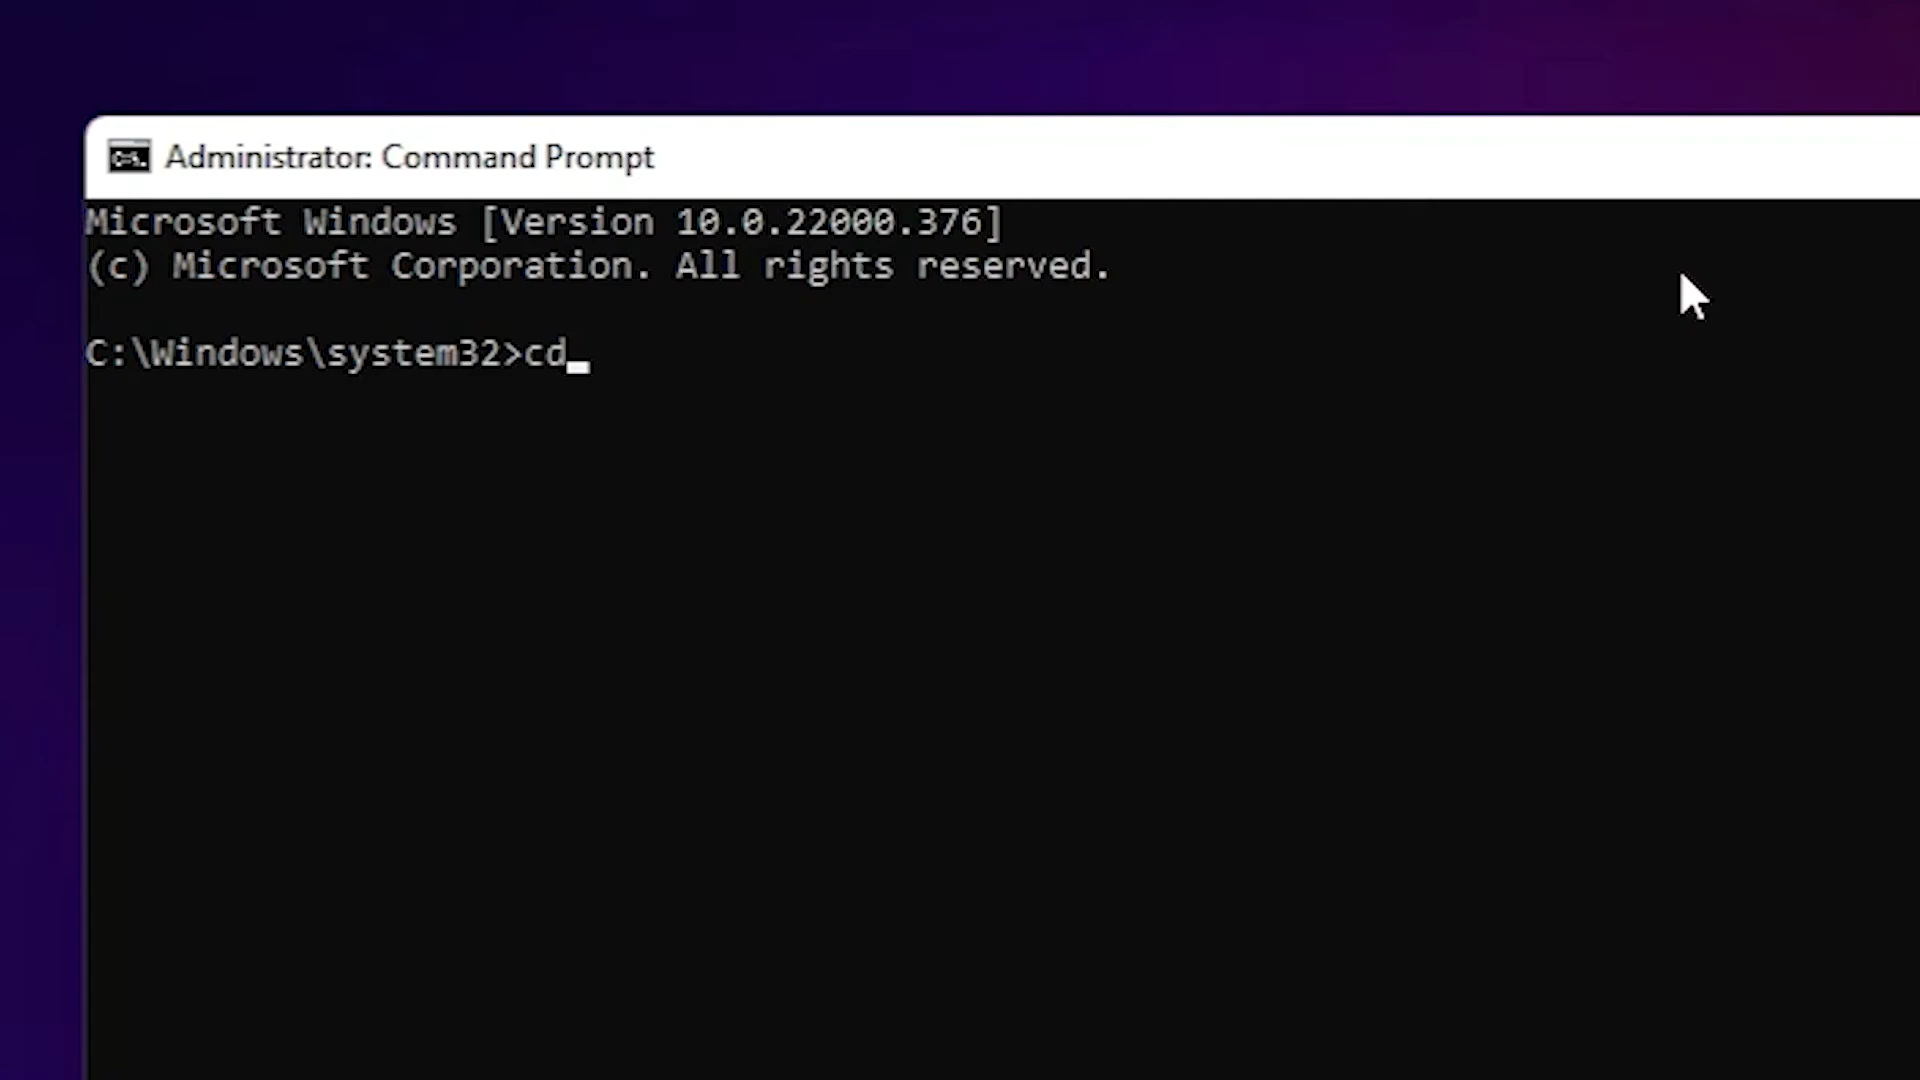 Administrator: Command Prompt
Microsoft Windows [Version 10.0.22000.376]
(c) Microsoft Corporation. All rights reserved.
C:\Windows\system32>cd